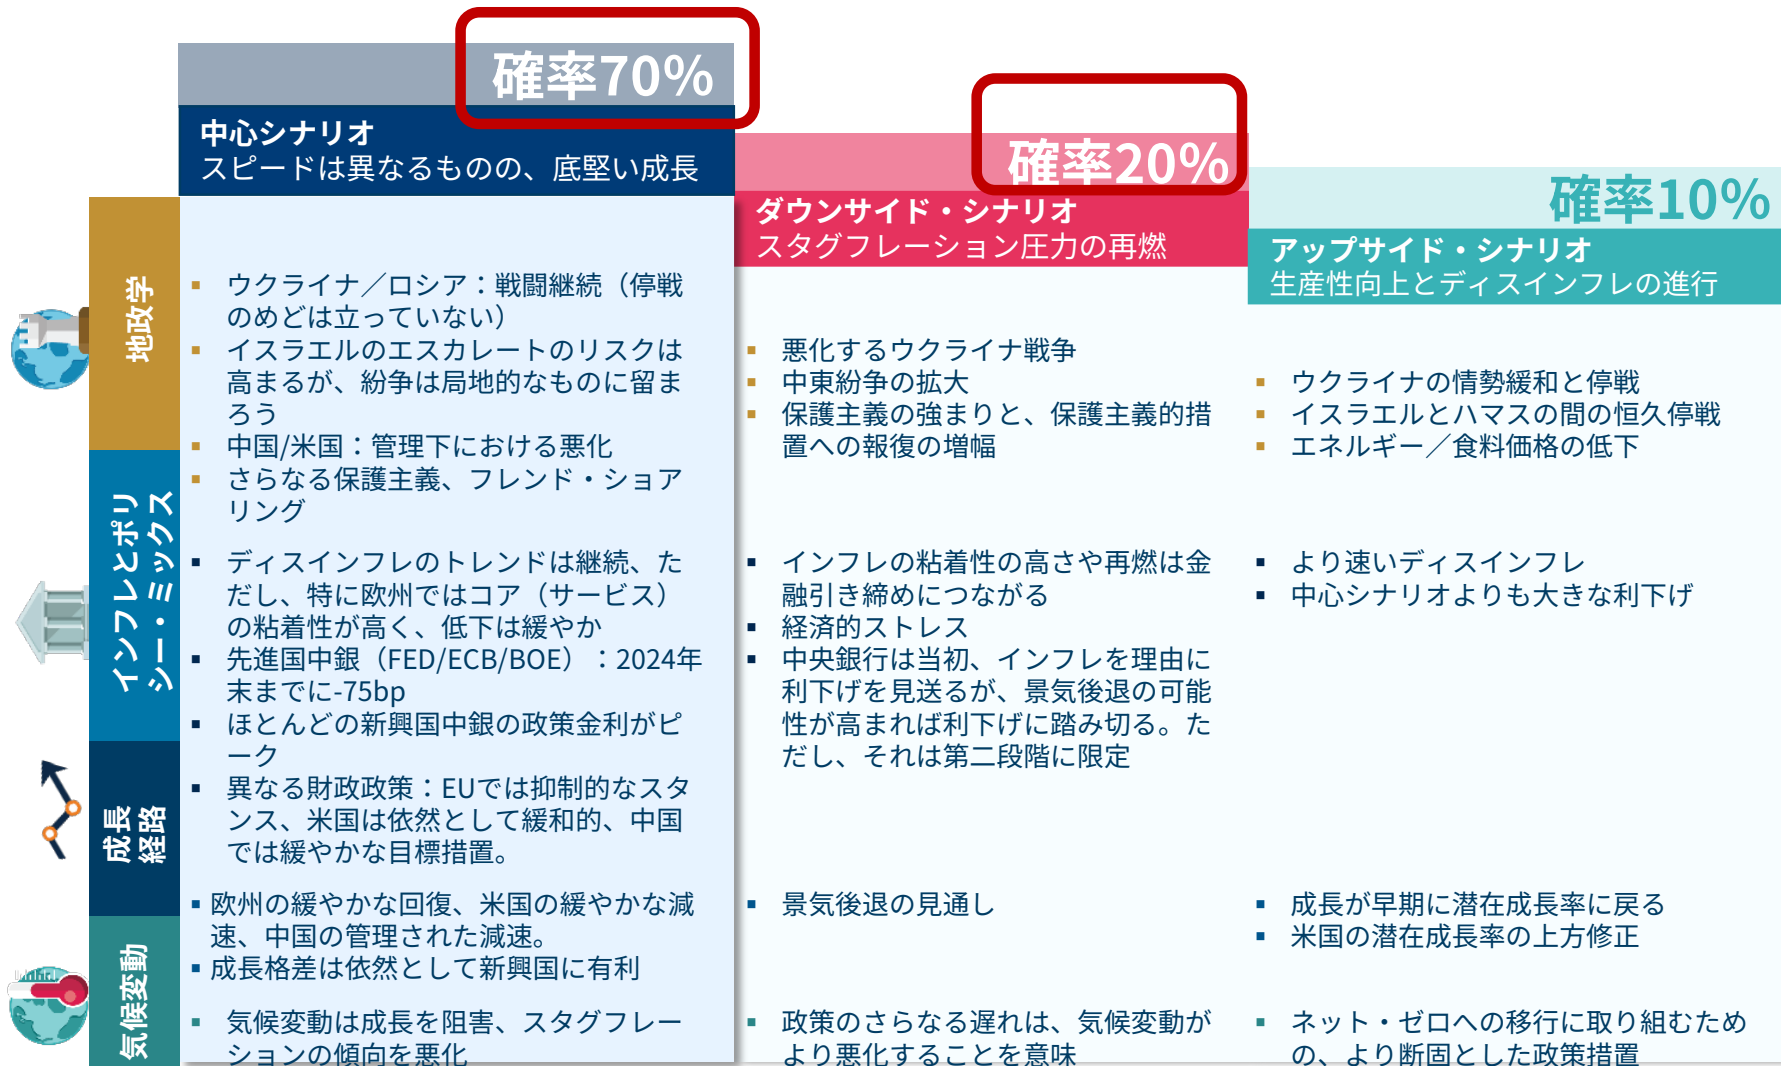 確率70%
中心シナリオ
スピードは異なるものの、底堅い成長
確率20%
ダウンサイド・シナリオ
スタグフレーション圧力の再燃
確率10%
アップサイド・シナリオ
生産性向上とディスインフレの進行
地政学
▪ ウクライナ／ロシア：戦闘継続（停戦
のめどは立っていない）
▪ イスラエルのエスカレートのリスクは
高まるが、紛争は局地的なものに留ま
ろう
▪ 中国/米国：管理下における悪化
▪ さらなる保護主義、フレンド・ショア
リング
▪ 悪化するウクライナ戦争
▪ 中東紛争の拡大
▪ 保護主義の強まりと、保護主義的措
置への報復の増幅
▪ ウクライナの情勢緩和と停戦
▪ イスラエルとハマスの間の恒久停戦
▪ エネルギー／食料価格の低下
インフレとポリ
シー・ミックス
▪ ディスインフレのトレンドは継続、た
だし、特に欧州ではコア（サービス）
の粘着性が高く、低下は緩やか
▪ 先進国中銀（FED/ECB/BOE）：2024年
末までに-75bp
▪ ほとんどの新興国中銀の政策金利がピ
ーク
▪ 異なる財政政策：EUでは抑制的なスタ
ンス、米国は依然として緩和的、中国
では緩やかな目標措置。
▪ インフレの粘着性の高さや再燃は金
融引き締めにつながる
▪ 経済的ストレス
▪ 中央銀行は当初、インフレを理由に
利下げを見送るが、景気後退の可能
性が高まれば利下げに踏み切る。た
だし、それは第二段階に限定
▪ より速いディスインフレ
▪ 中心シナリオよりも大きな利下げ
成長
経路
▪ 欧州の緩やかな回復、米国の緩やかな減
速、中国の管理された減速。
▪ 成長格差は依然として新興国に有利
▪ 景気後退の見通し
▪ 成長が早期に潜在成長率に戻る
▪ 米国の潜在成長率の上方修正
気候変動
▪ 気候変動は成長を阻害、スタグフレー
ションの傾向を悪化
▪ 政策のさらなる遅れは、気候変動が
より悪化することを意味
▪ ネット・ゼロへの移行に取り組むため
の、より断固とした政策措置